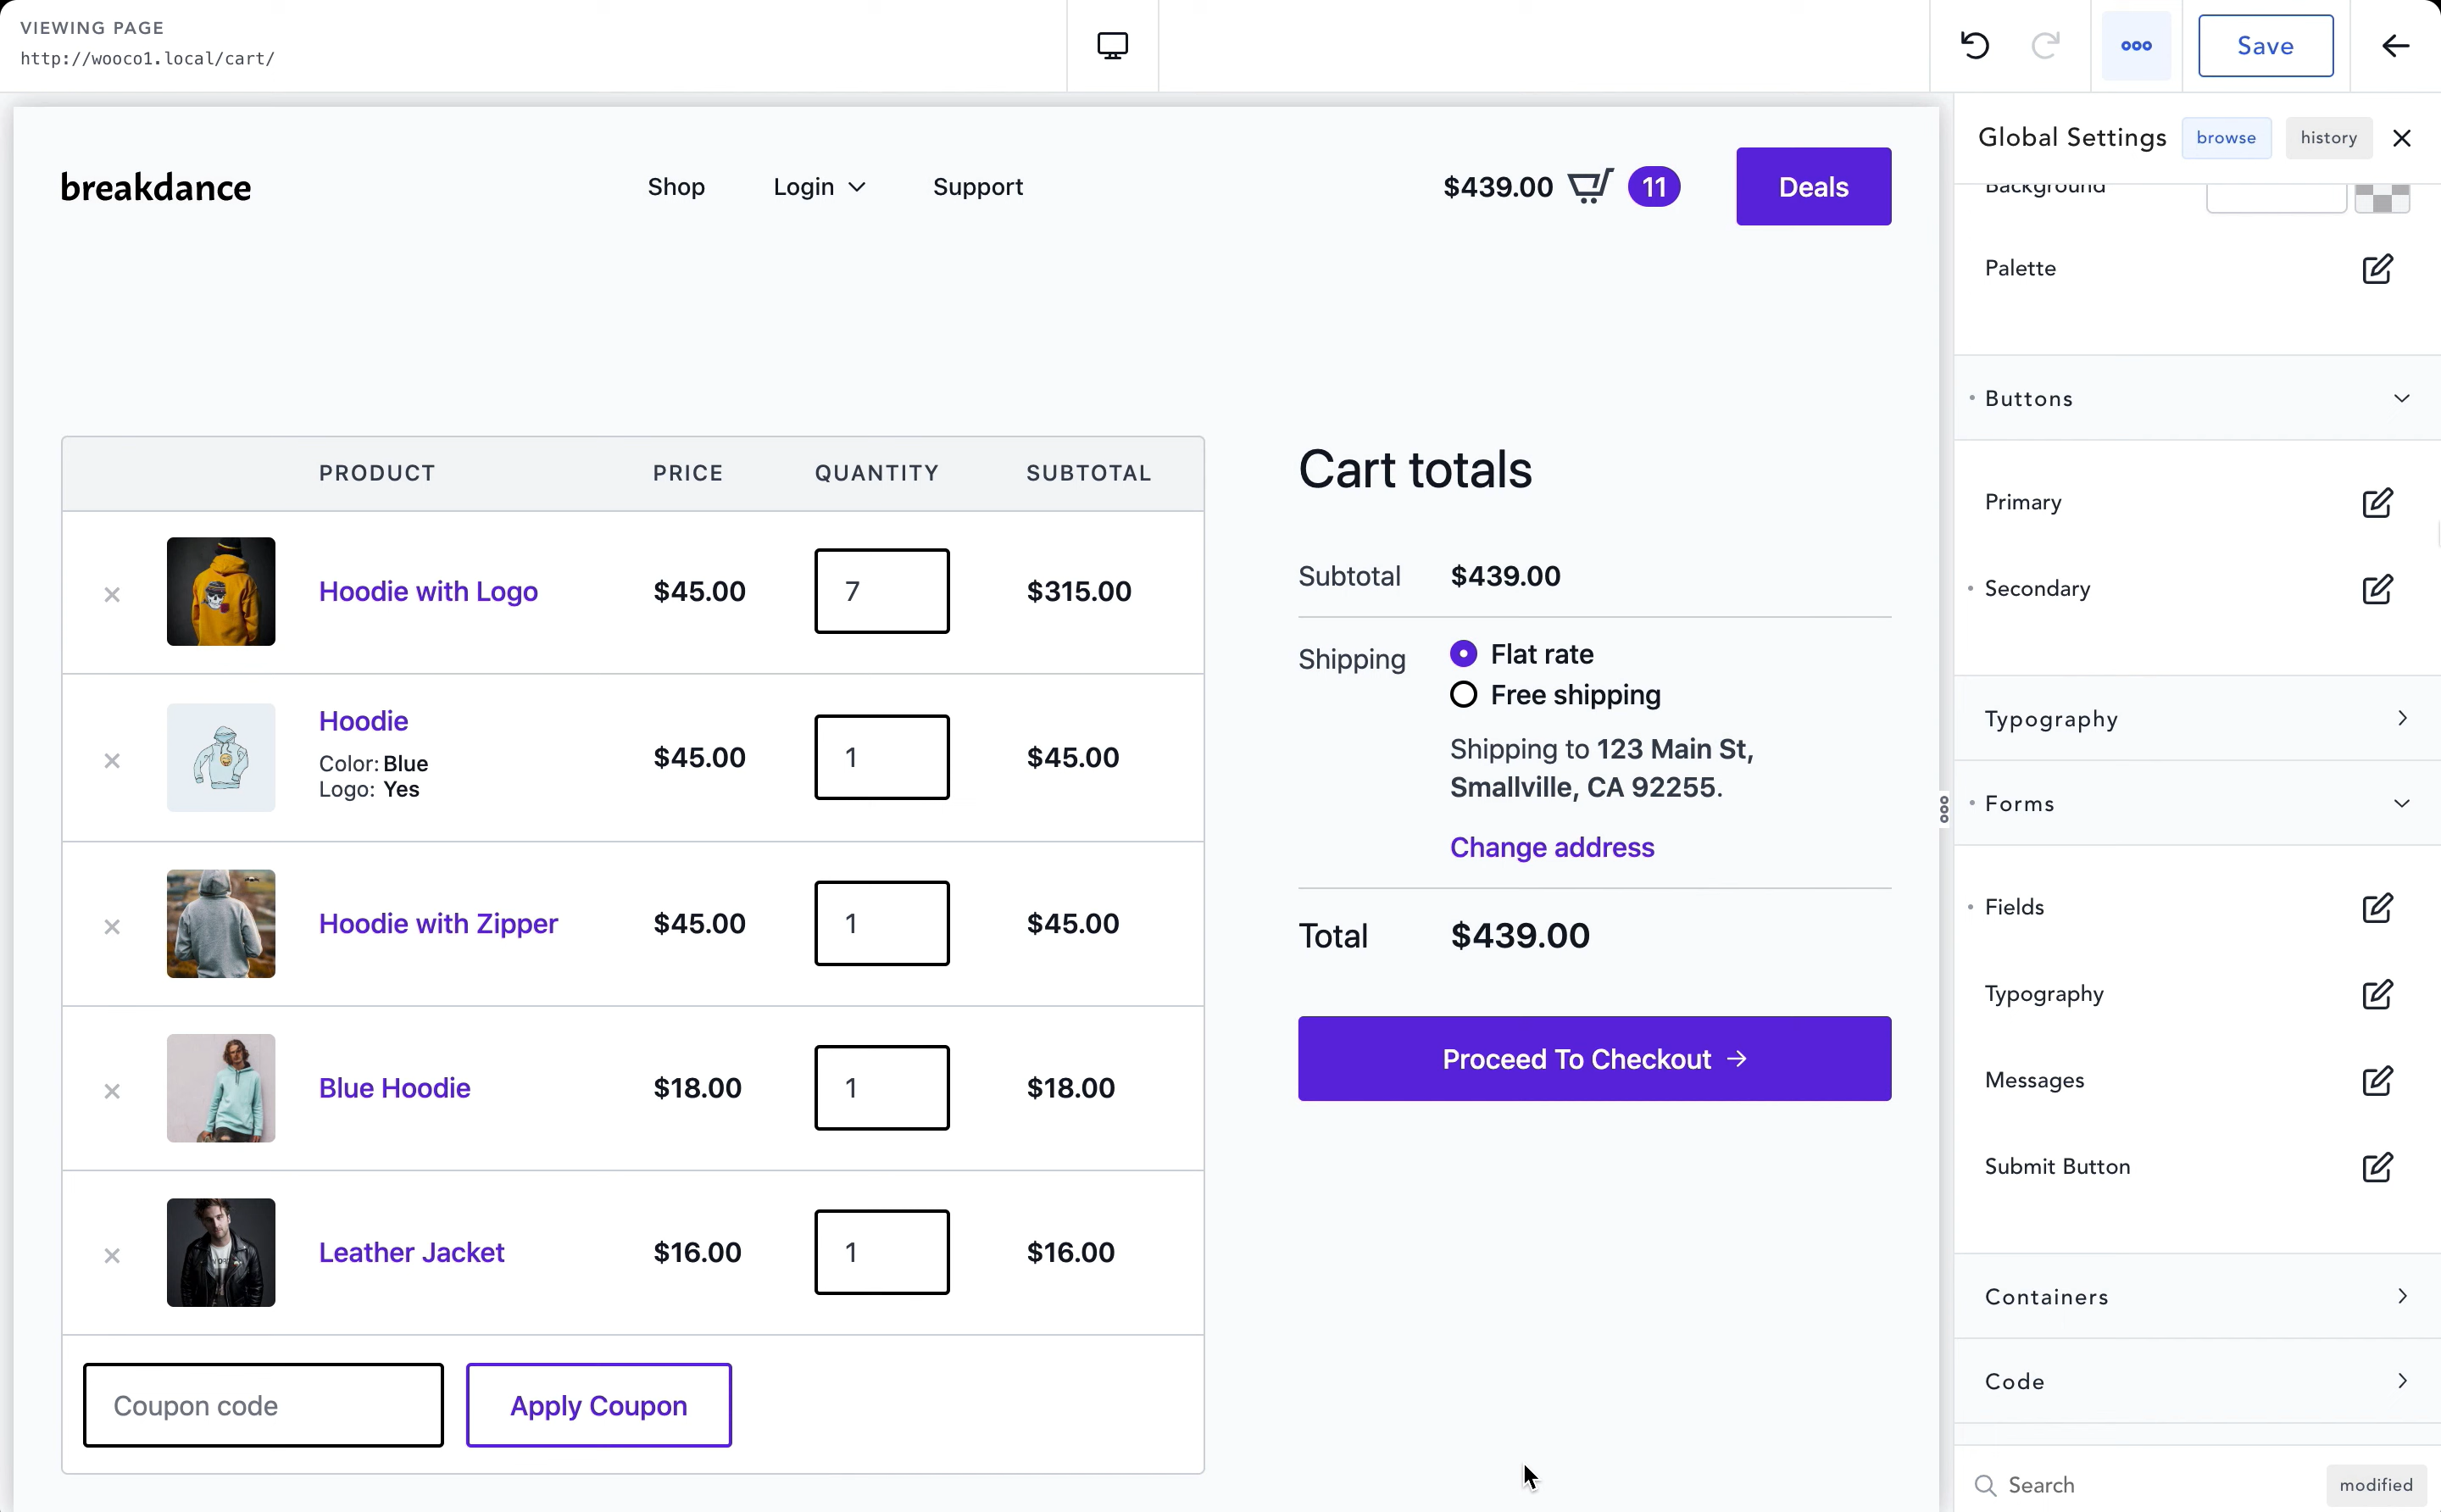 VIEWING PAGE
http://wooco1.local/cart/
Save
breakdance
Shop
Login
Support
$439.00
11
Deals
PRODUCT PRICE QUANTITY SUBTOTAL
Hoodie with Logo $45.00 7 $315.00
Hoodie
Color: Blue
Logo: Yes
$45.00 1 $45.00
Hoodie with Zipper $45.00 1 $45.00
Blue Hoodie $18.00 1 $18.00
Leather Jacket $16.00 1 $16.00
Coupon code
Apply Coupon
Cart totals
Subtotal $439.00
Shipping
Flat rate
Free shipping
Shipping to 123 Main St,
Smallville, CA 92255.
Change address
Total $439.00
Proceed To Checkout →
Global Settings browse history
Background
Palette
Buttons
Primary
Secondary
Typography
Forms
Fields
Typography
Messages
Submit Button
Containers
Code
Search
modified